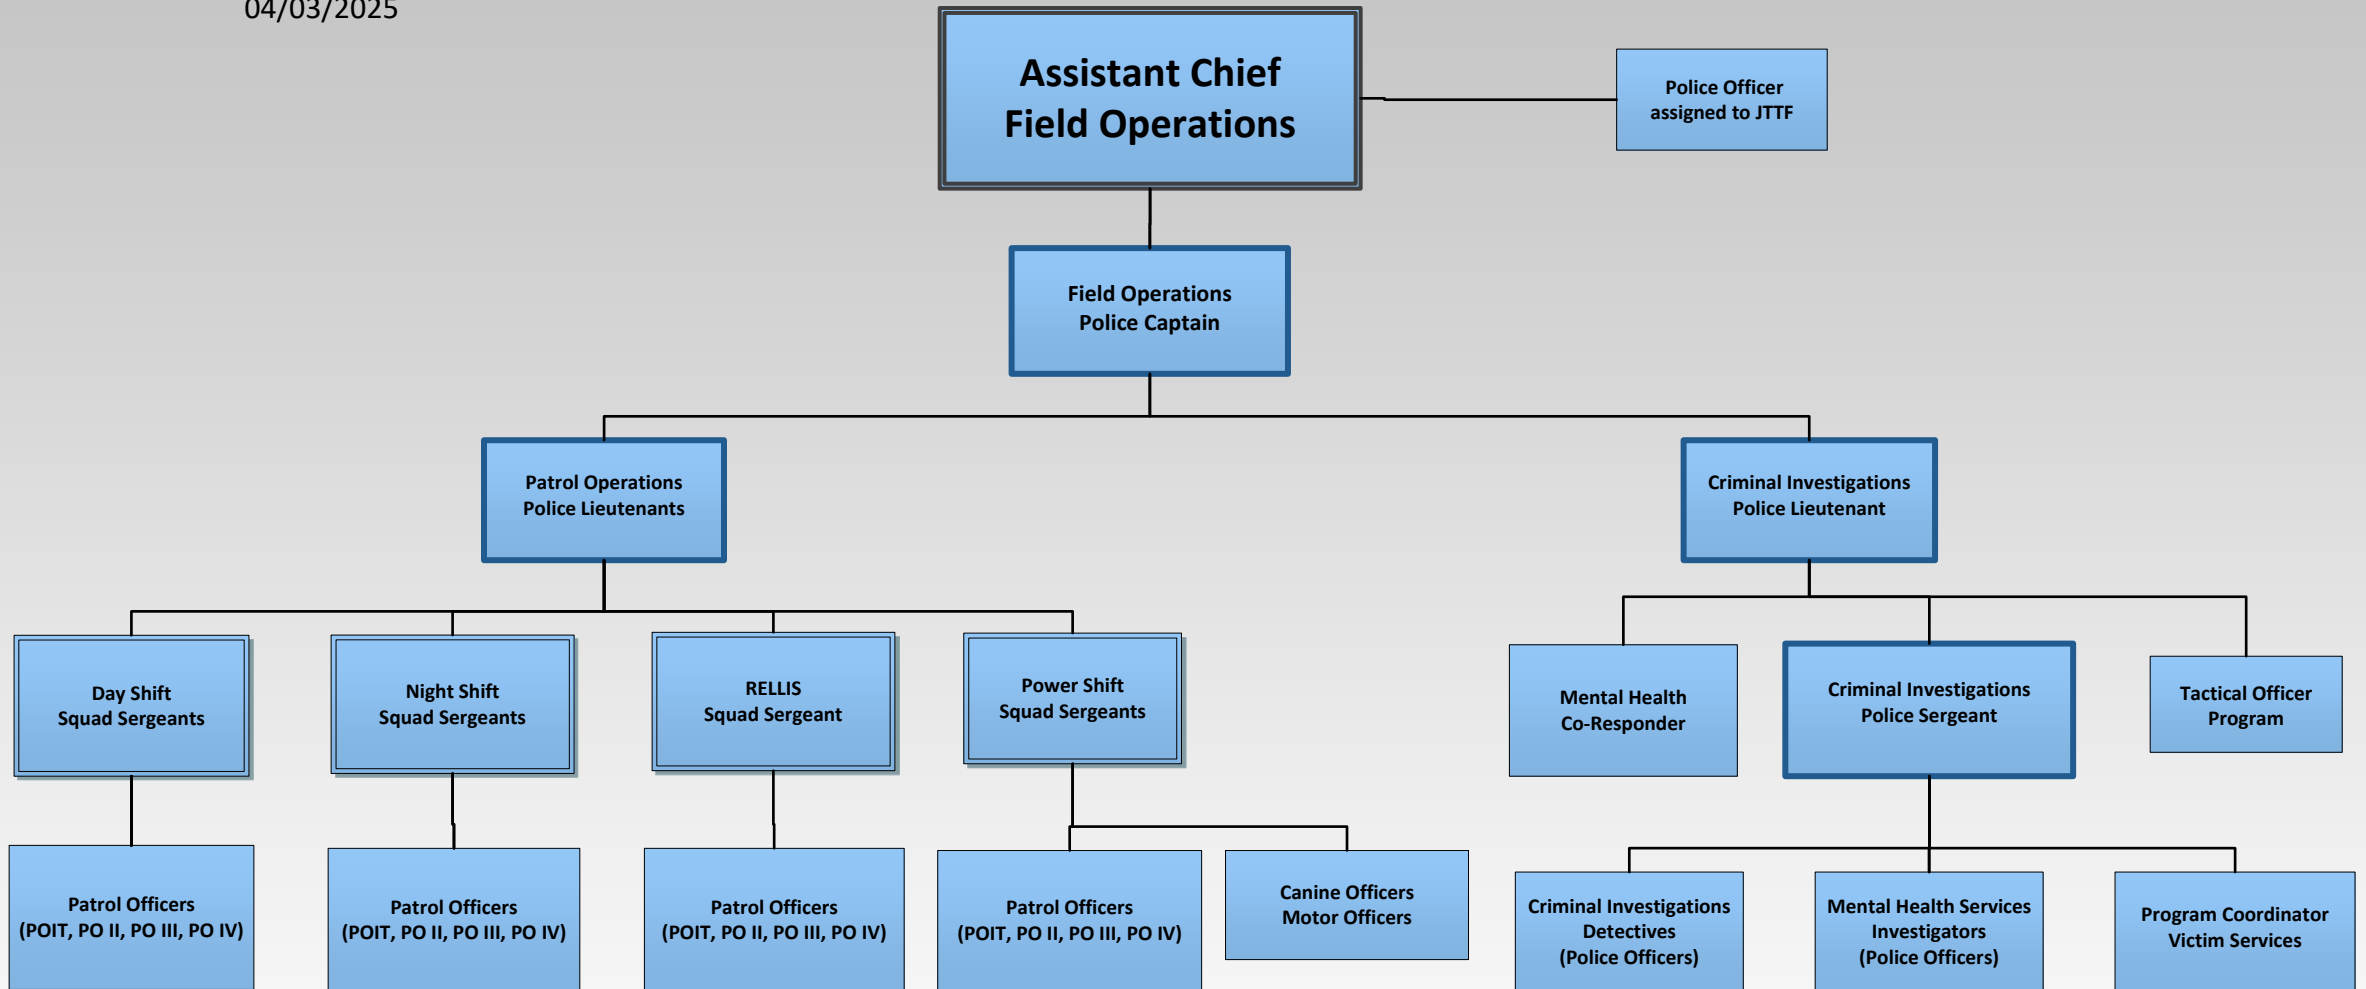 04/03/2025
Assistant Chief
Field Operations
Police Officer
assigned to JTTF
Field Operations
Police Captain
Patrol Operations
Police Lieutenants
Criminal Investigations
Police Lieutenant
Day Shift
Squad Sergeants
Night Shift
Squad Sergeants
RELLIS
Squad Sergeant
Power Shift
Squad Sergeants
Mental Health
Co-Responder
Criminal Investigations
Police Sergeant
Tactical Officer
Program
Patrol Officers
(POIT, PO II, PO III, PO IV)
Patrol Officers
(POIT, PO II, PO III, PO IV)
Patrol Officers
(POIT, PO II, PO III, PO IV)
Patrol Officers
(POIT, PO II, PO III, PO IV)
Canine Officers
Motor Officers
Criminal Investigations
Detectives
(Police Officers)
Mental Health Services
Investigators
(Police Officers)
Program Coordinator
Victim Services